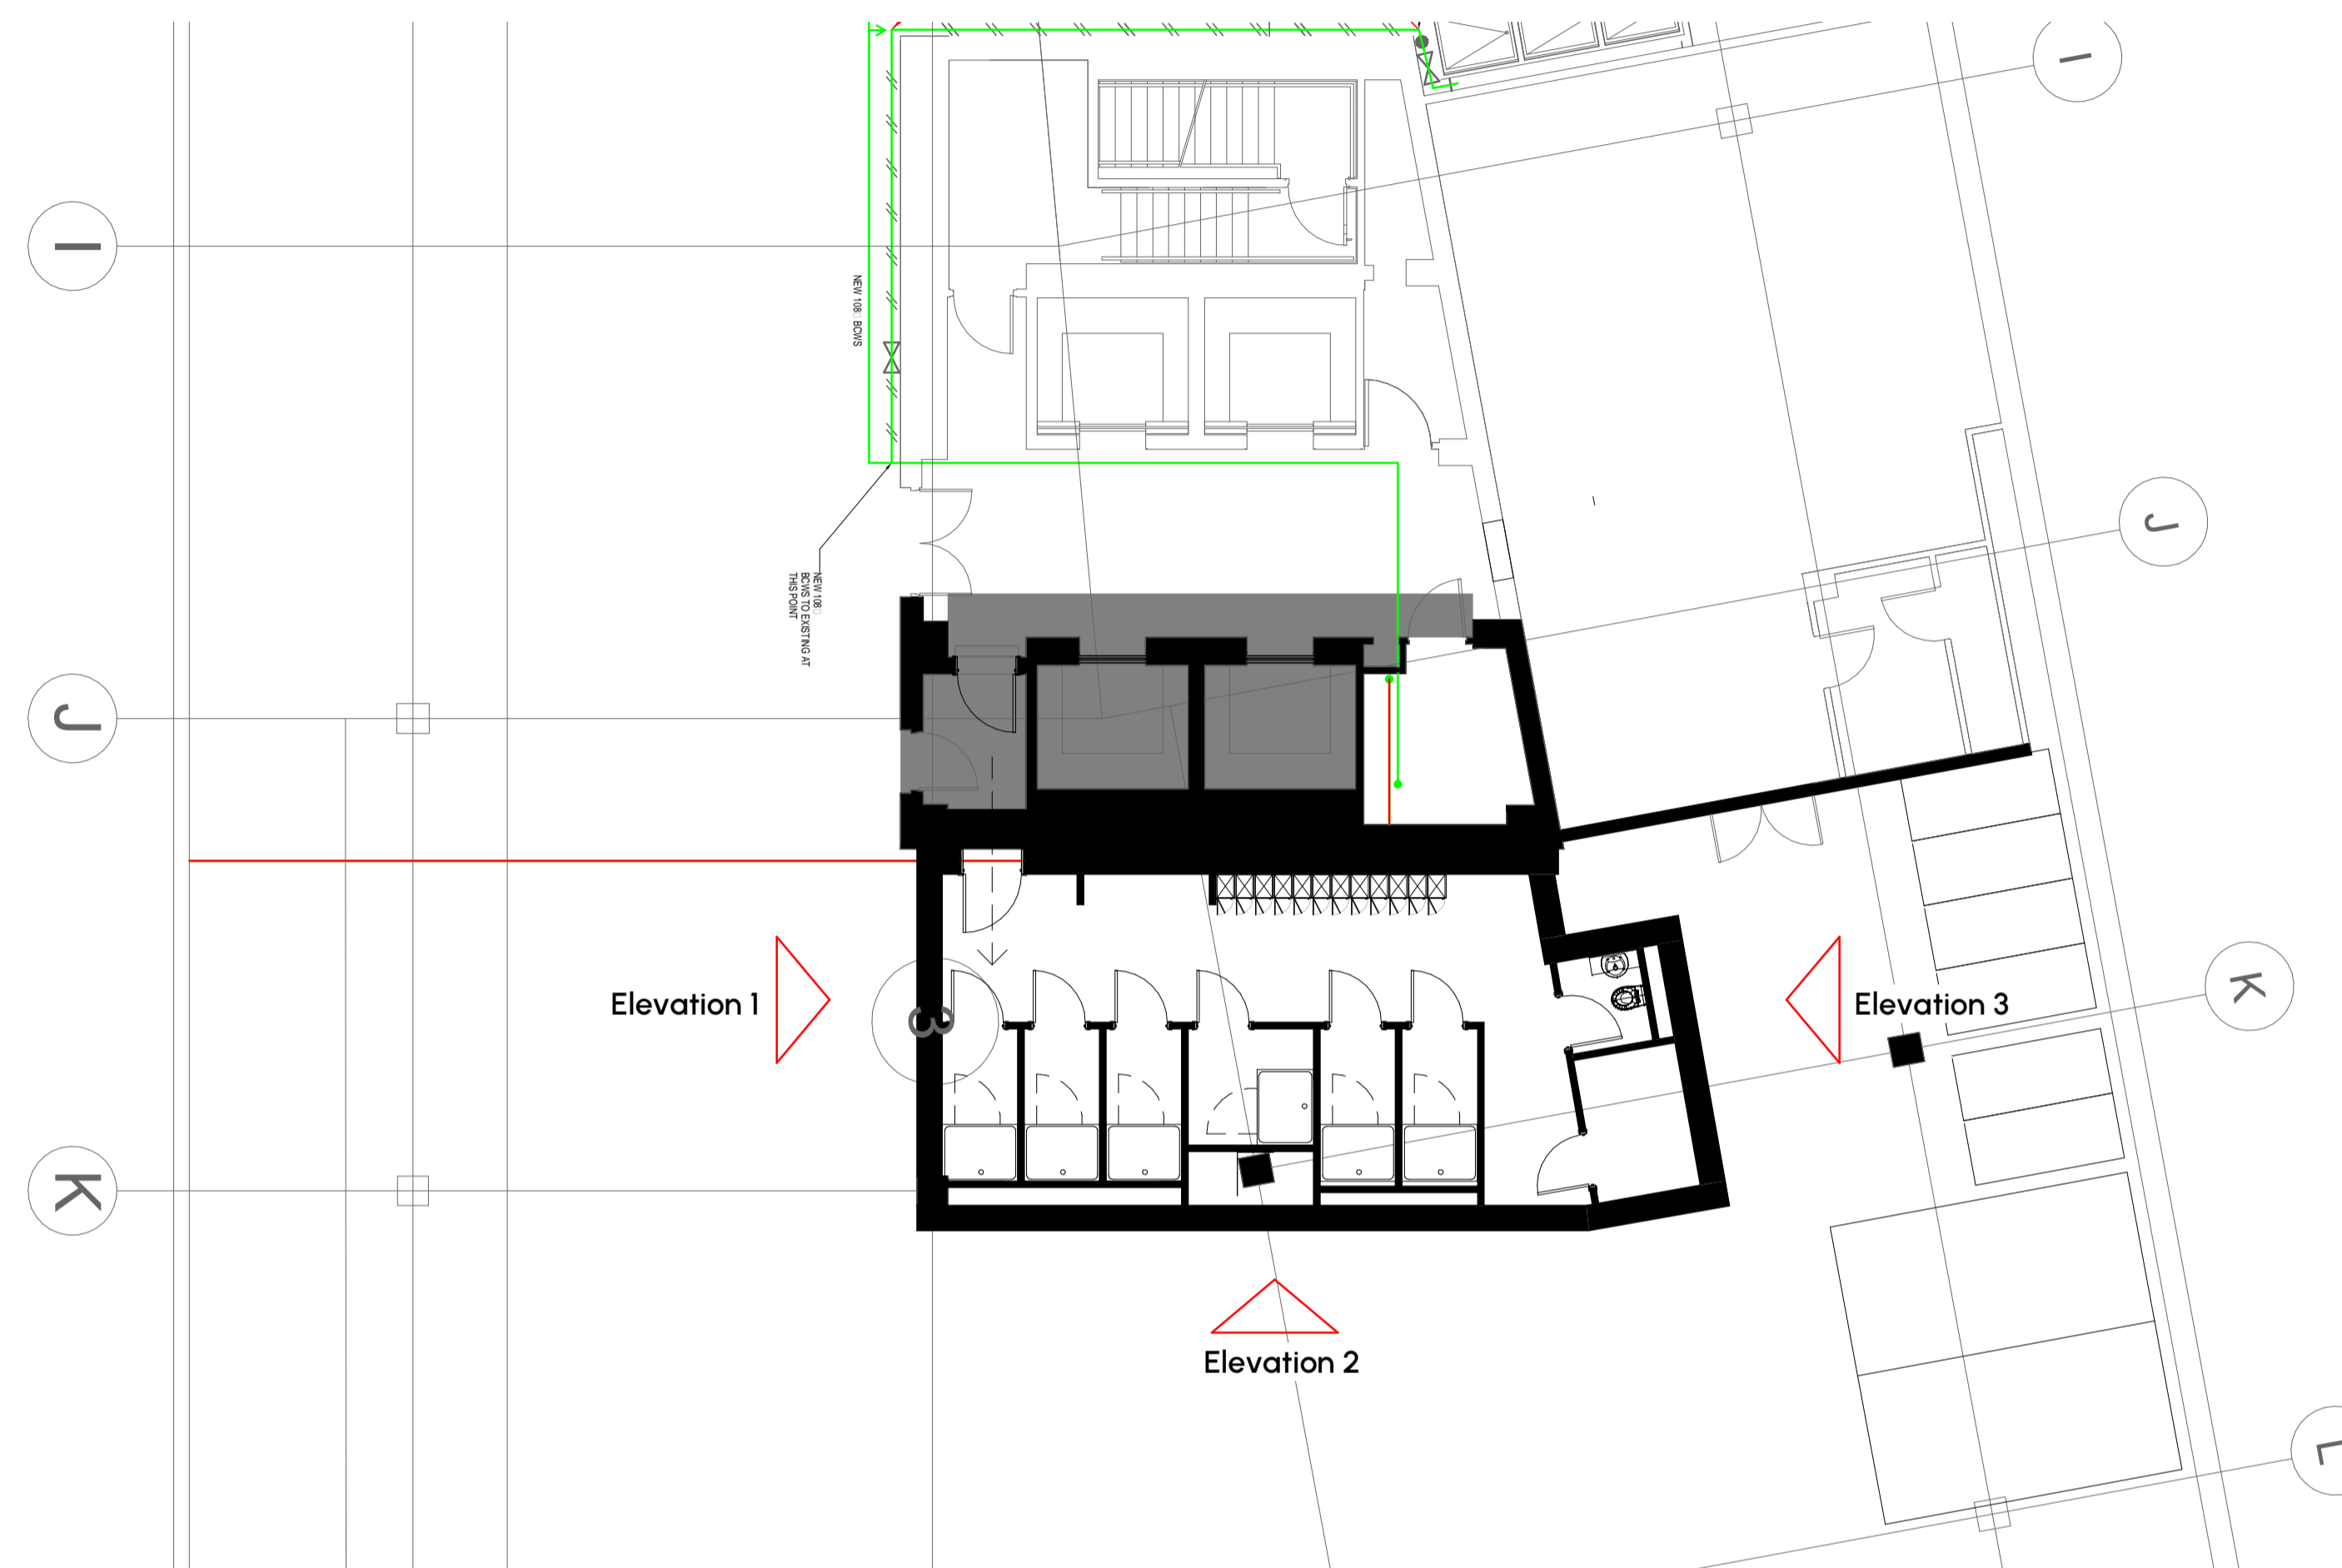 I
I
NEW 108□ BCWS
J
NEW 108□
BCWS TO EXISTING AT
THIS POINT
J
K
Elevation 1
3
Elevation 3
K
Elevation 2
L